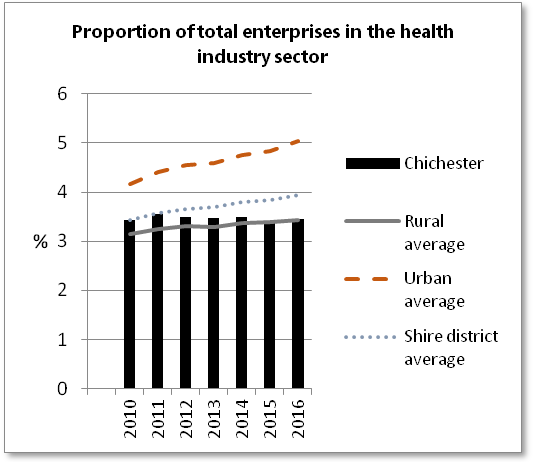 Proportion of total enterprises in the health
industry sector
6
5
4
3
2
1
0
%
2010
2011
2012
2013
2014
2015
2016
Chichester
Rural
average
Urban
average
Shire district
average